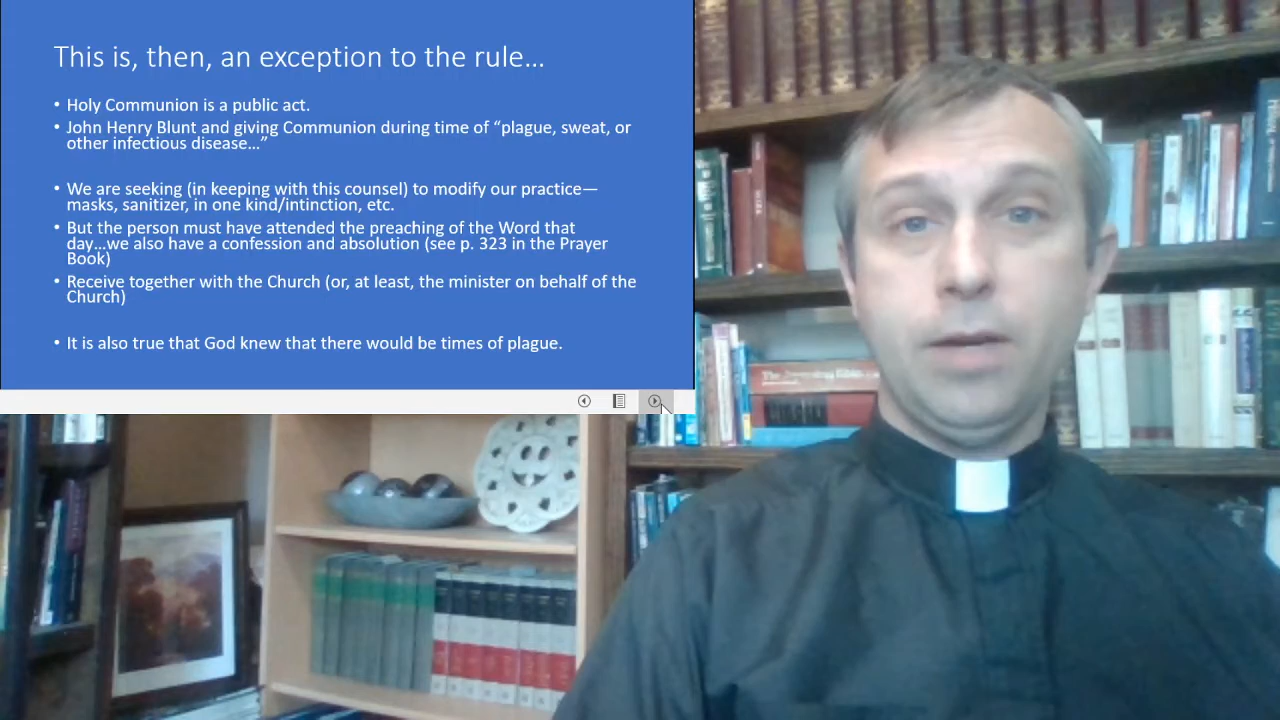 This is, then, an exception to the rule...
• Holy Communion is a public act.
• John Henry Blunt and giving Communion during time of “plague, sweat, or
other infectious disease...”
• We are seeking (in keeping with this counsel) to modify our practice—
masks, sanitizer, in one kind/intinction, etc.
• But the person must have attended the preaching of the Word that
day...we also have a confession and absolution (see p. 323 in the Prayer
Book)
• Receive together with the Church (or, at least, the minister on behalf of the
Church)
• It is also true that God knew that there would be times of plague.